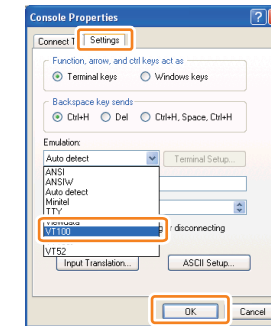 Console Properties
Connect T Settings
Function, arrow, and ctrl keys act as
Terminal keys Windows keys
Backspace key sends
Ctrl+H Del Ctrl+H, Space, Ctrl+H
Emulation:
Auto detect Terminal Setup...
ANSI
ANSIW
Auto detect
Minitel
TTY
Viewdata
VT100
r disconnecting
VT52
Input Translation... ASCII Setup...
OK Cancel